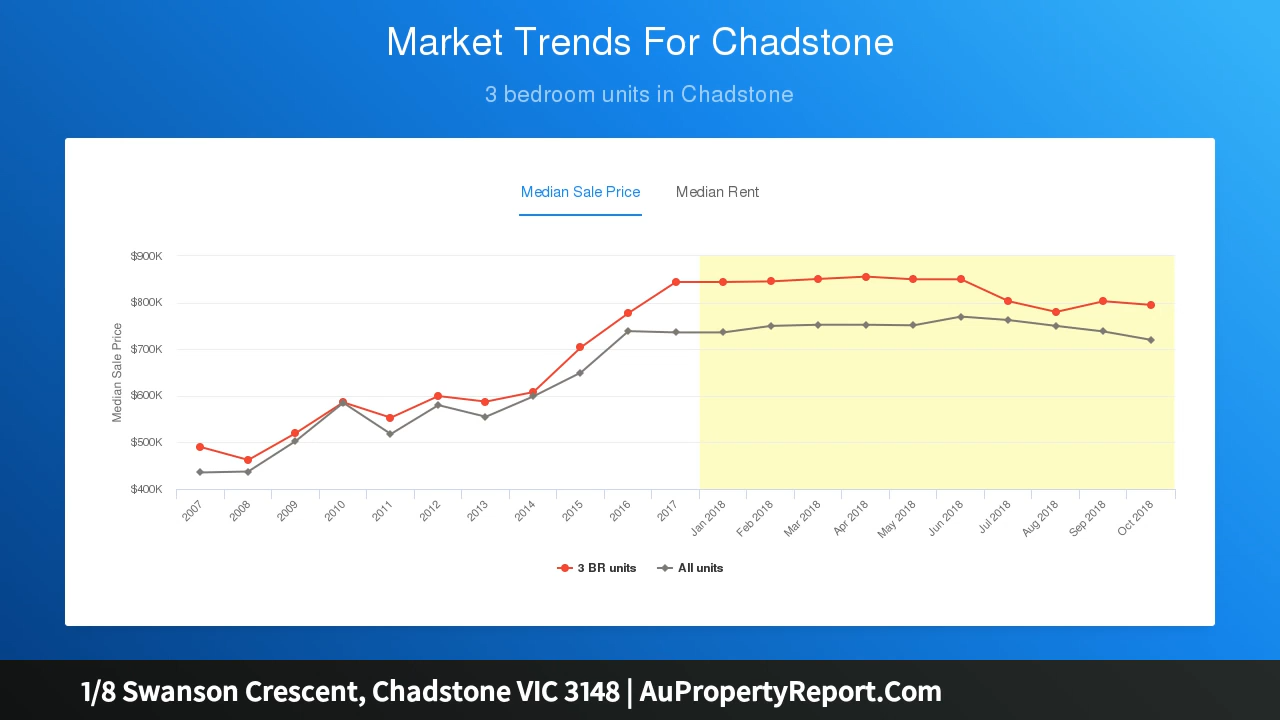 Market Trends For Chadstone
3 bedroom units in Chadstone
Median Sale Price
Median Rent
Median Sale Price
$900K
$800K
$700K
$600K
$500K
$400K
2007
2008
2009
2010
2011
2012
2013
2014
2015
2016
2017
Jan 2018
Feb 2018
Mar 2018
Apr 2018
May 2018
Jun 2018
Jul 2018
Aug 2018
Sep 2018
Oct 2018
3 BR units
All units
1/8 Swanson Crescent, Chadstone VIC 3148 | AuPropertyReport.Com